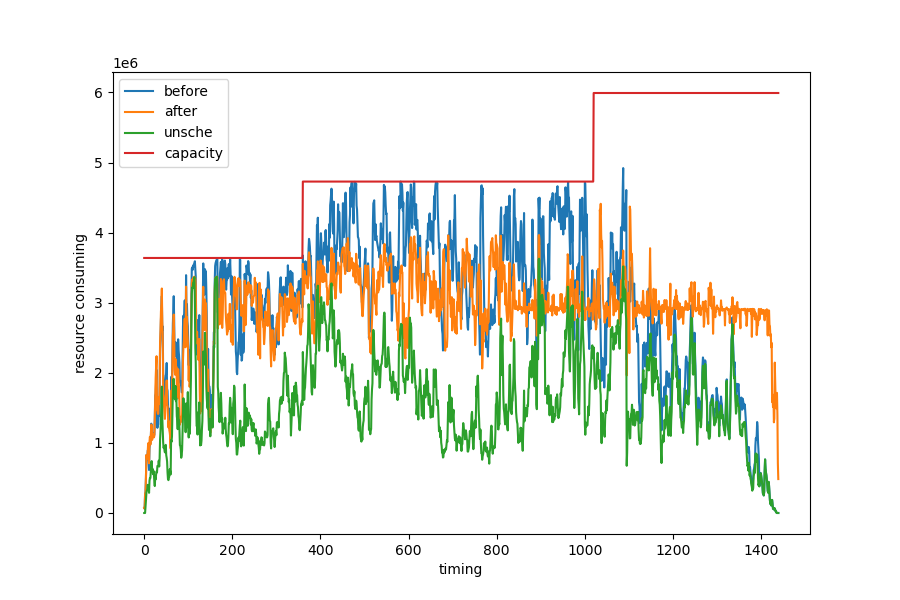 1e6
before
after
unsche
capacity
6
5
4
3
2
1
0
resource consuming
0 200 400 600 800 1000 1200 1400
timing